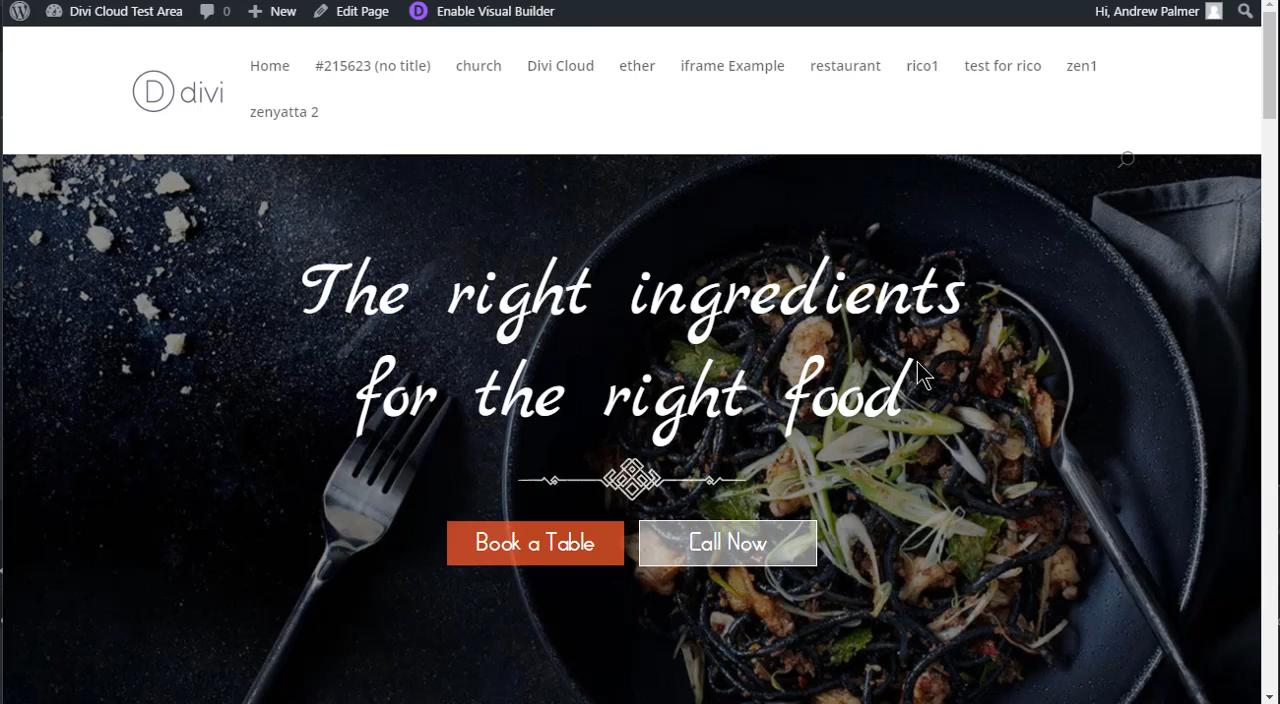 Divi Cloud Test Area 0 New Edit Page D Enable Visual Builder Hi, Andrew Palmer
Home #215623 (no title) church Divi Cloud ether iframe Example restaurant rico1 test for rico zen1
D divi
zenyatta 2
The right ingredients
for the right food
Book a Table Call Now